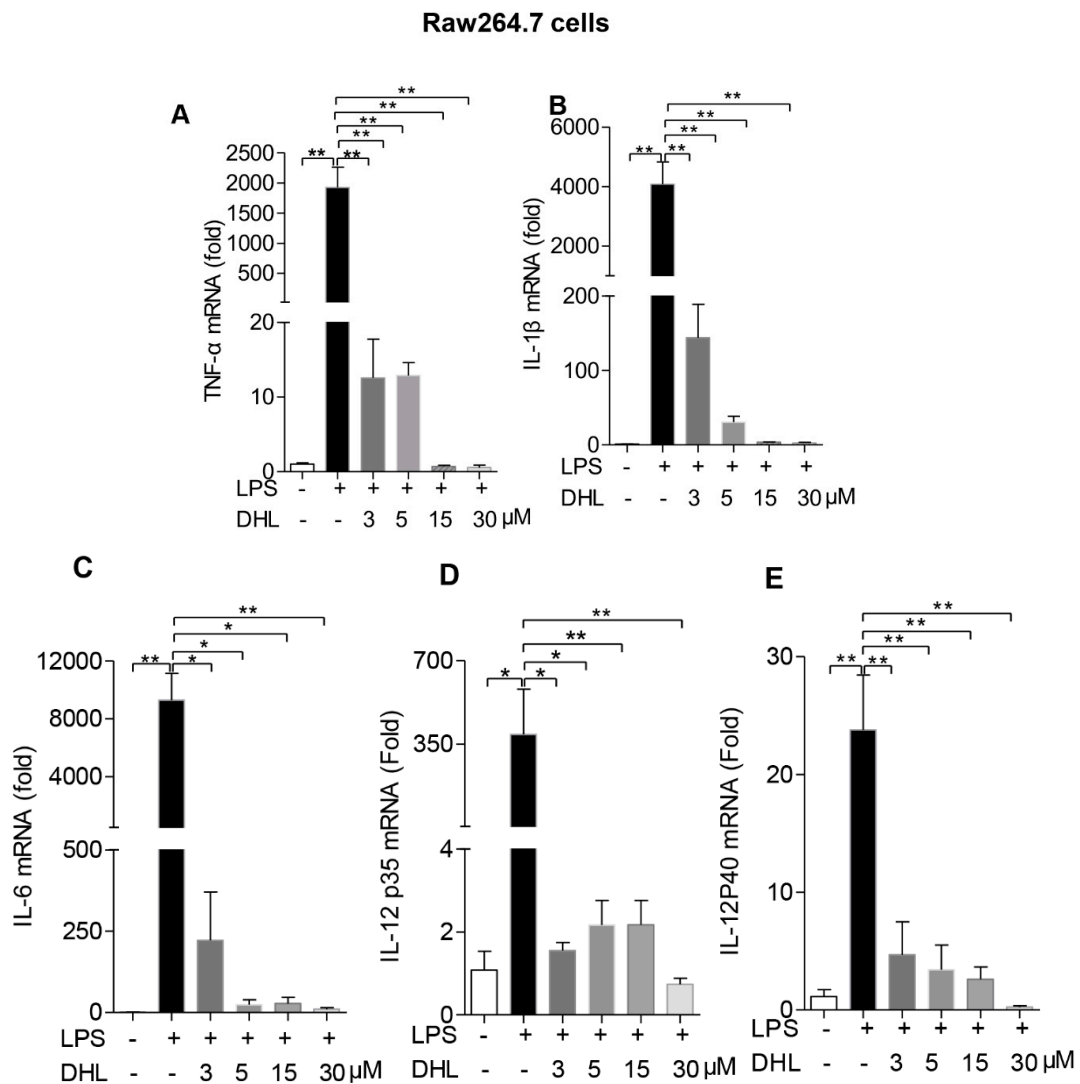 Raw264.7 cells
A
** ** ** ** **
TNF-α mRNA (fold)
2500
2000
1500
1000
500
20
10
0
LPS - + + + + +
DHL - - 3 5 15 30 μM
B
** ** ** ** **
IL-1β mRNA (fold)
6000
4000
2000
200
100
0
LPS - + + + + +
DHL - - 3 5 15 30 μM
C
** * * * **
IL-6 mRNA (fold)
12000
8000
4000
500
250
0
LPS - + + + + +
DHL - - 3 5 15 30 μM
D
* * * ** **
IL-12 p35 mRNA (Fold)
700
350
4
2
0
LPS - + + + + +
DHL - - 3 5 15 30 μM
E
** ** ** ** **
IL-12P40 mRNA (Fold)
30
20
10
0
LPS - + + + + +
DHL - - 3 5 15 30 μM